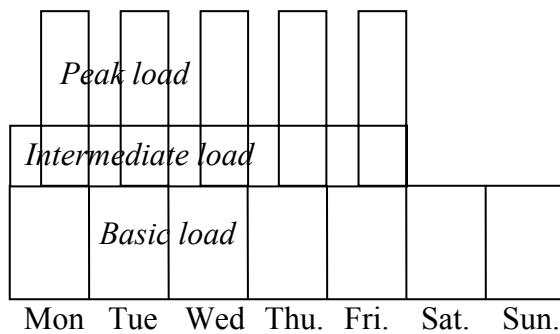 Peak load
Intermediate load
Basic load
Mon Tue Wed Thu. Fri. Sat. Sun.